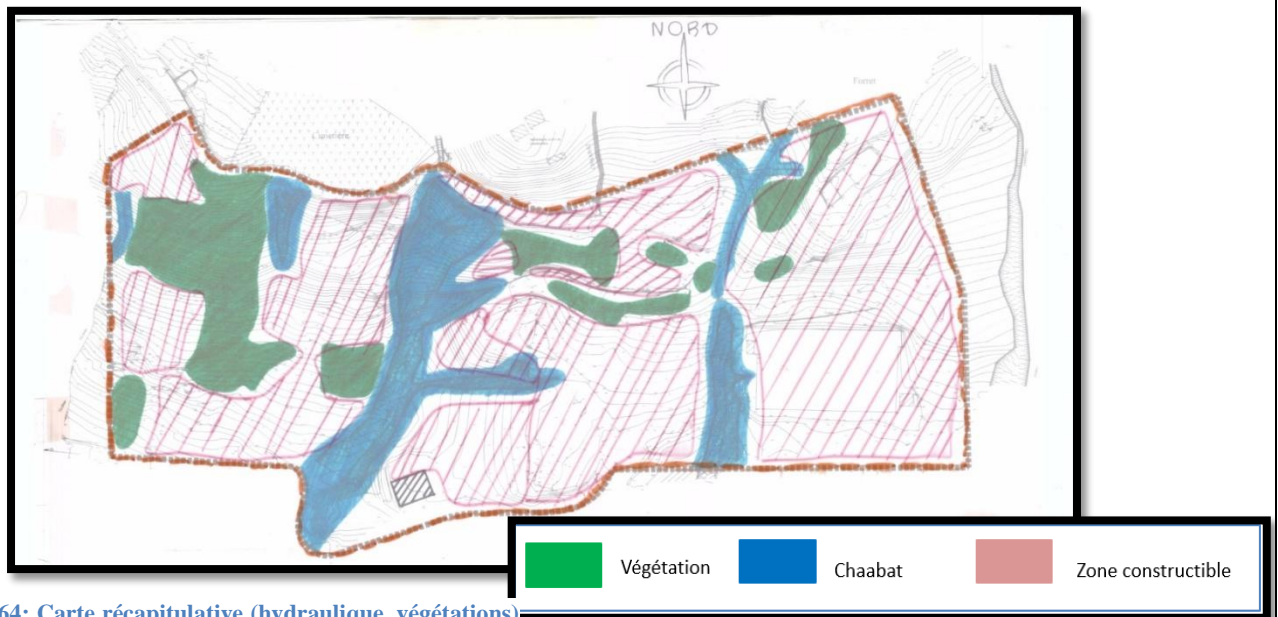 NORD
Végétation
Chaabat
Zone constructible
64: Carte récapitulative (hydraulique, végétations)